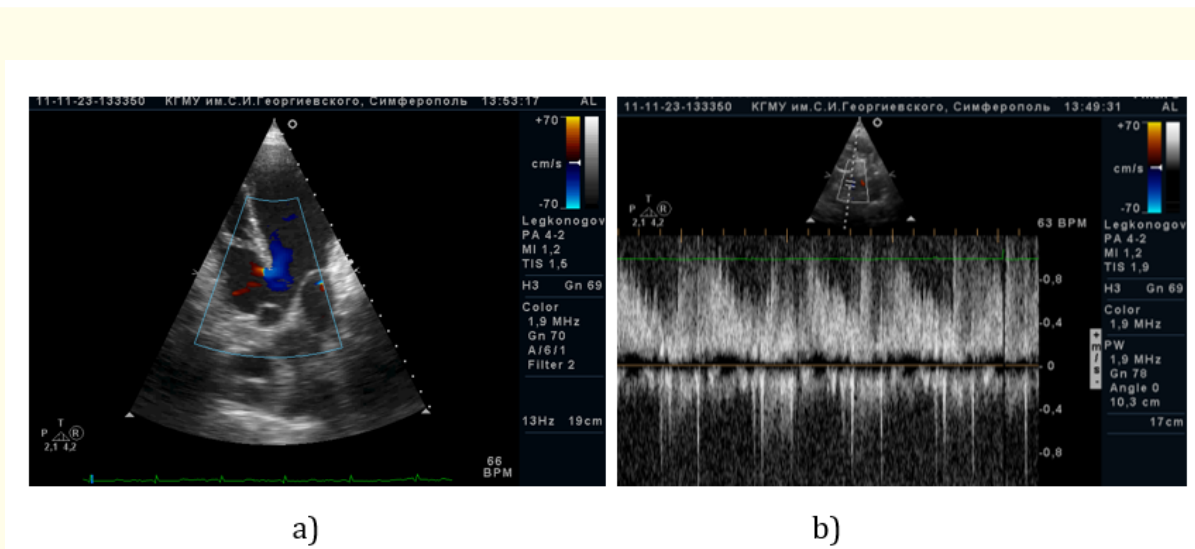 11-11-23-133350 КГМУ им.С.И.Георгиевского, Симферополь 13:53:17 AL
+70
cm/s
-70
Legkonogov
PA 4-2
MI 1,2
TIS 1,5
H3 Gn 69
Color
1,9 MHz
Gn 70
A/6/1
Filter 2
13Hz 19cm
T
P R
2,1 4,2
66
BPM
a)
11-11-23-133350 КГМУ им.С.И.Георгиевского, Симферополь 13:49:31 AL
+70
cm/s
-70
T
P R
2,1 4,2
63 BPM
Legkonogov
PA 4-2
MI 1,2
TIS 1,9
H3 Gn 69
Color
1,9 MHz
PW
1,9 MHz
Gn 78
Angle 0
10,3 cm
17cm
-0,8
-0,4
+ m/s -
0
-0,4
-0,8
b)